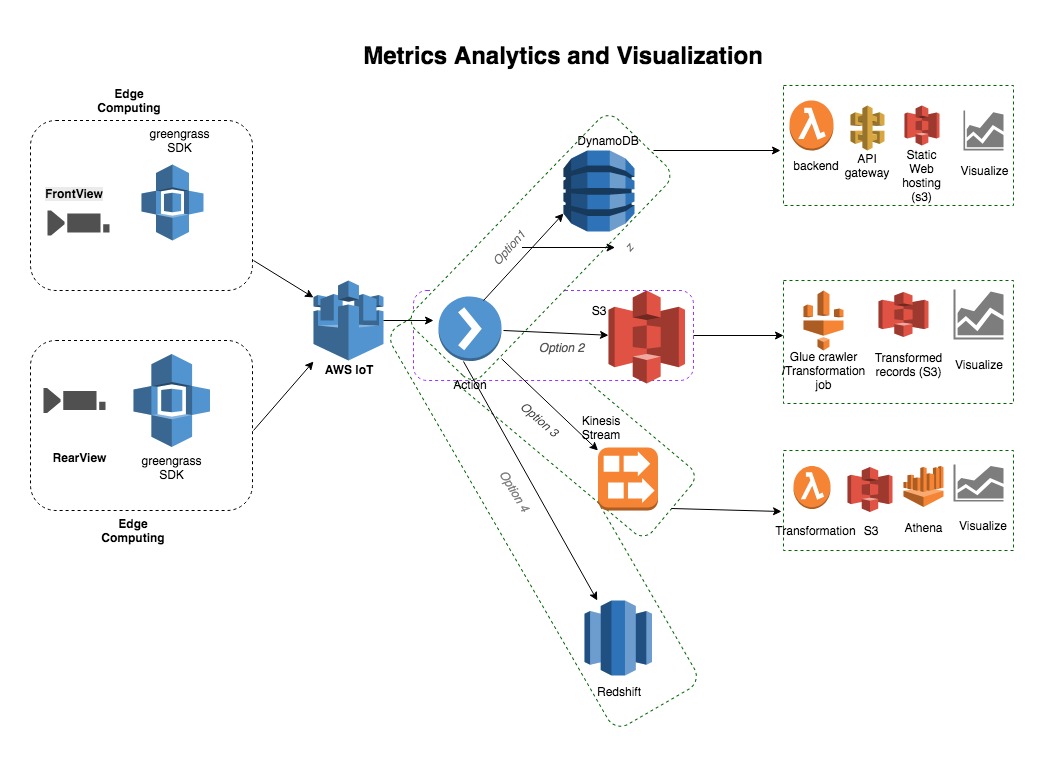 Metrics Analytics and Visualization
Edge
Computing
greengrass
SDK
FrontView
RearView
greengrass
SDK
Edge
Computing
AWS IoT
Action
Option1
z
DynamoDB
Option 2
S3
Option 3
Kinesis
Stream
Option 4
Redshift
backend
API
gateway
Static
Web
hosting
(s3)
Visualize
Glue crawler
/Transformation
job
Transformed
records (S3)
Visualize
Transformation
S3
Athena
Visualize